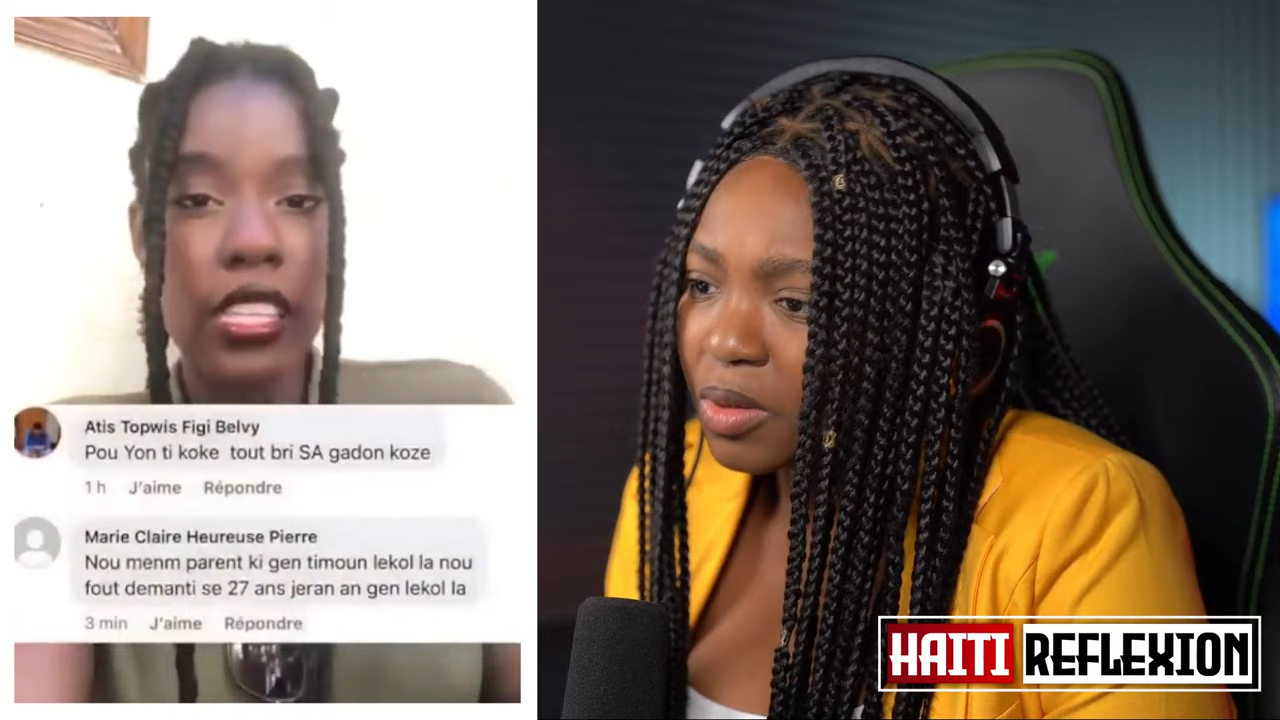 Atis Topwis Figi Belvy
Pou Yon ti koke tout bri SA gadon koze
1 h J'aime Répondre
Marie Claire Heureuse Pierre
Nou menm parent ki gen timoun lekol la nou
fout demanti se 27 ans jeran an gen lekol la
3 min J'aime Répondre
HAITI REFLEXION